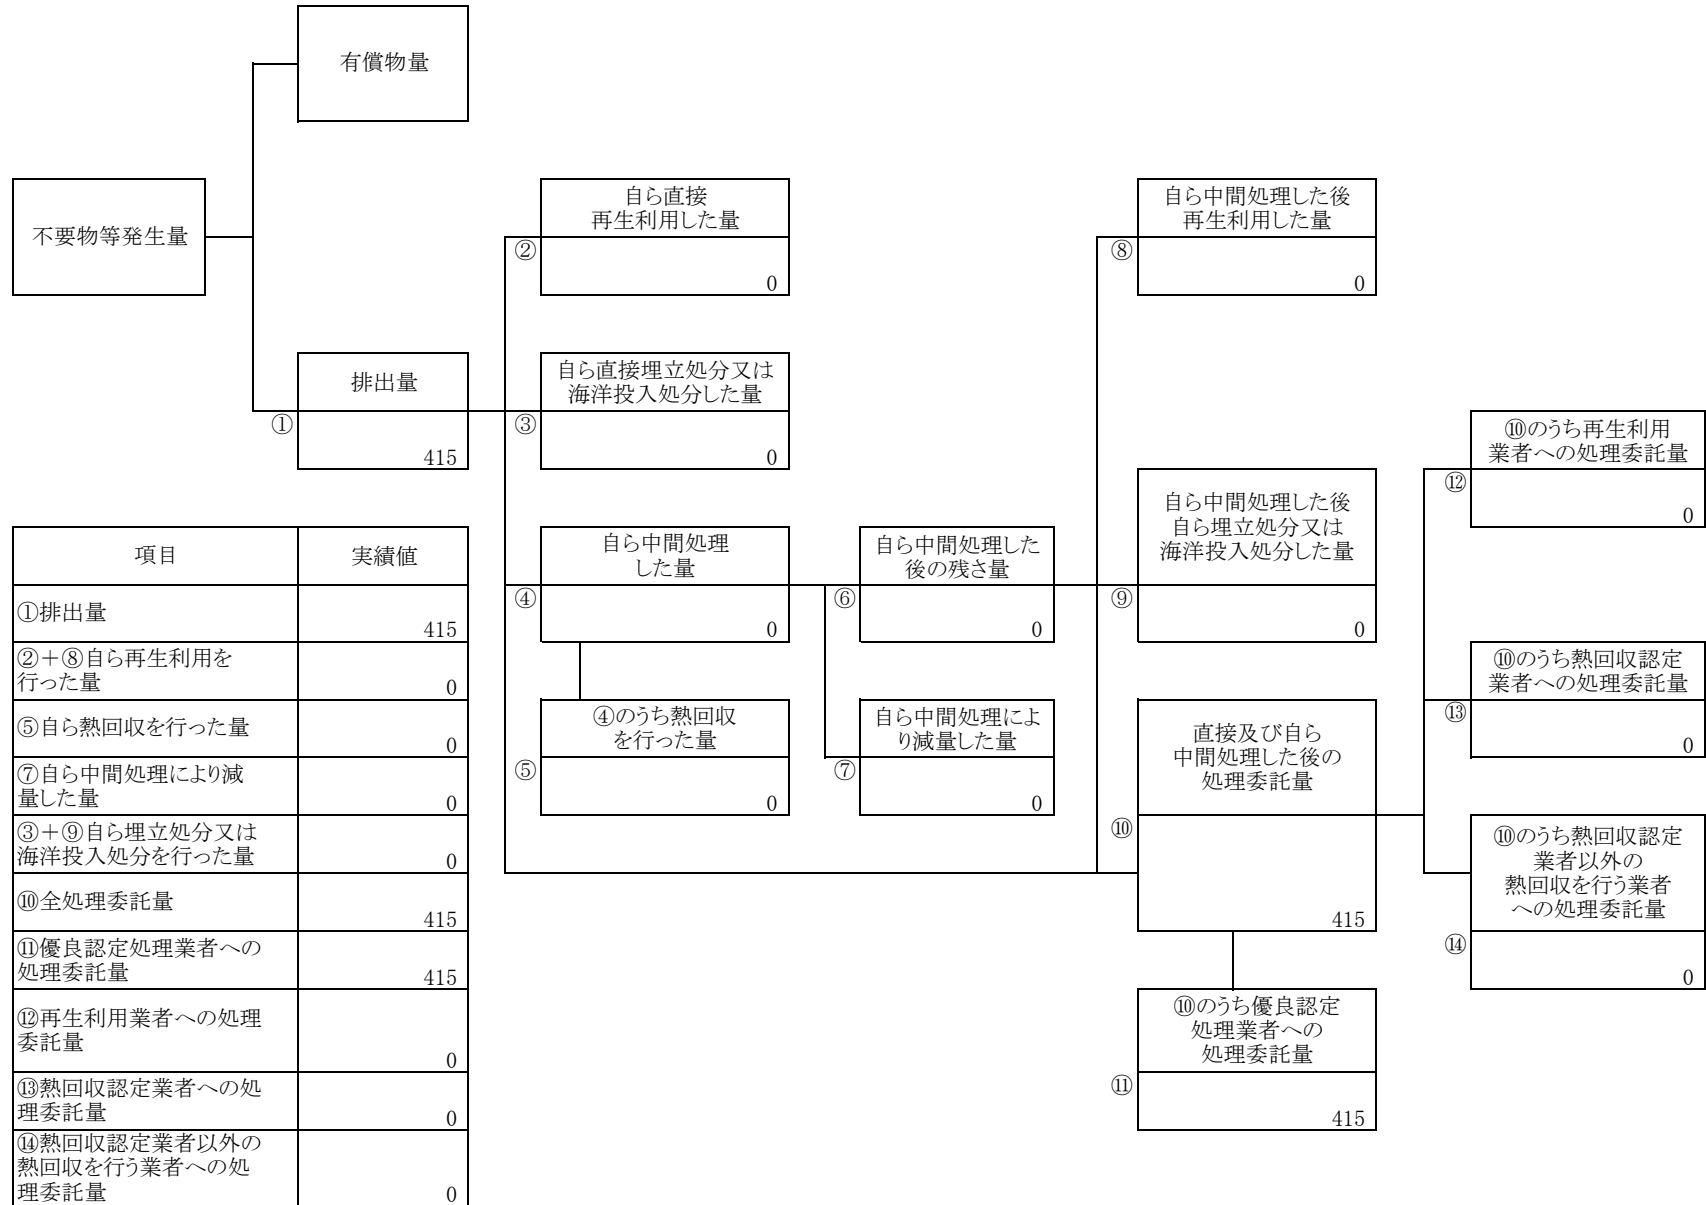 有償物量
不要物等発生量
自ら直接
再生利用した量
②
0
自ら中間処理した後
再生利用した量
⑧
0
排出量
①
415
自ら直接埋立処分又は
海洋投入処分した量
③
0
⑩のうち再生利用
業者への処理委託量
⑫
0
自ら中間処理
した量
④
0
自ら中間処理した
後の残さ量
⑥
0
自ら中間処理した後
自ら埋立処分又は
海洋投入処分した量
⑨
0
⑩のうち熱回収認定
業者への処理委託量
⑬
0
④のうち熱回収
を行った量
⑤
0
自ら中間処理によ
り減量した量
⑦
0
直接及び自ら
中間処理した後の
処理委託量
⑩
415
⑩のうち熱回収認定
業者以外の
熱回収を行う業者
への処理委託量
⑭
0
⑩のうち優良認定
処理業者への
処理委託量
⑪
415
項目 実績値
①排出量
415
②+⑧自ら再生利用を
行った量
0
⑤自ら熱回収を行った量
0
⑦自ら中間処理により減
量した量
0
③+⑨自ら埋立処分又は
海洋投入処分を行った量
0
⑩全処理委託量
415
⑪優良認定処理業者への
処理委託量
415
⑫再生利用業者への処理
委託量
0
⑬熱回収認定業者への処
理委託量
0
⑭熱回収認定業者以外の
熱回収を行う業者への処
理委託量
0